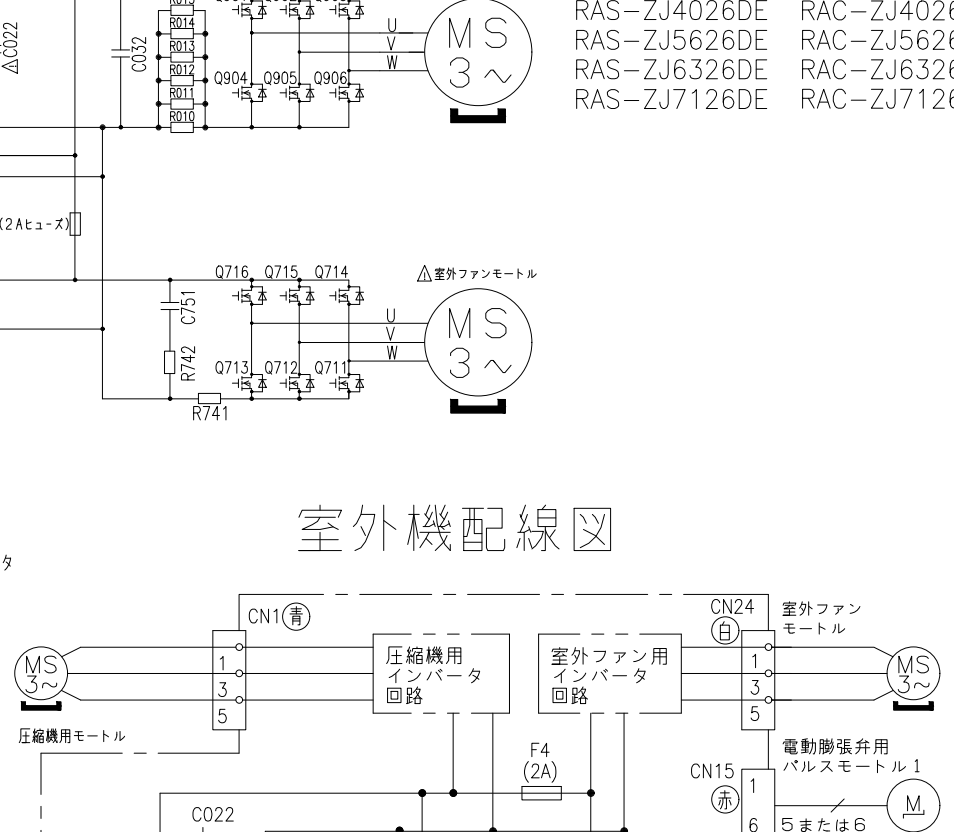 RAS-ZJ4026DE RAC-ZJ4026
RAS-ZJ5626DE RAC-ZJ5626
RAS-ZJ6326DE RAC-ZJ6326
RAS-ZJ7126DE RAC-ZJ7126
⚠C022
C032
R014
R013
R012
R011
R010
Q904 Q905 Q906
U
V
W
MS
3～
(2Aヒューズ)
Q716 Q715 Q714
⚠室外ファンモートル
C751
R742
Q713 Q712 Q711
R741
U
V
W
MS
3～
室外機配線図
タ
CN1 青
CN24
白
室外ファン
モートル
MS
3～
1
3
5
圧縮機用
インバータ
回路
室外ファン用
インバータ
回路
1
3
5
MS
3～
圧縮機用モートル
F4
(2A)
C022
CN15
赤
1
6
電動膨張弁用
パルスモートル1
M
5または6